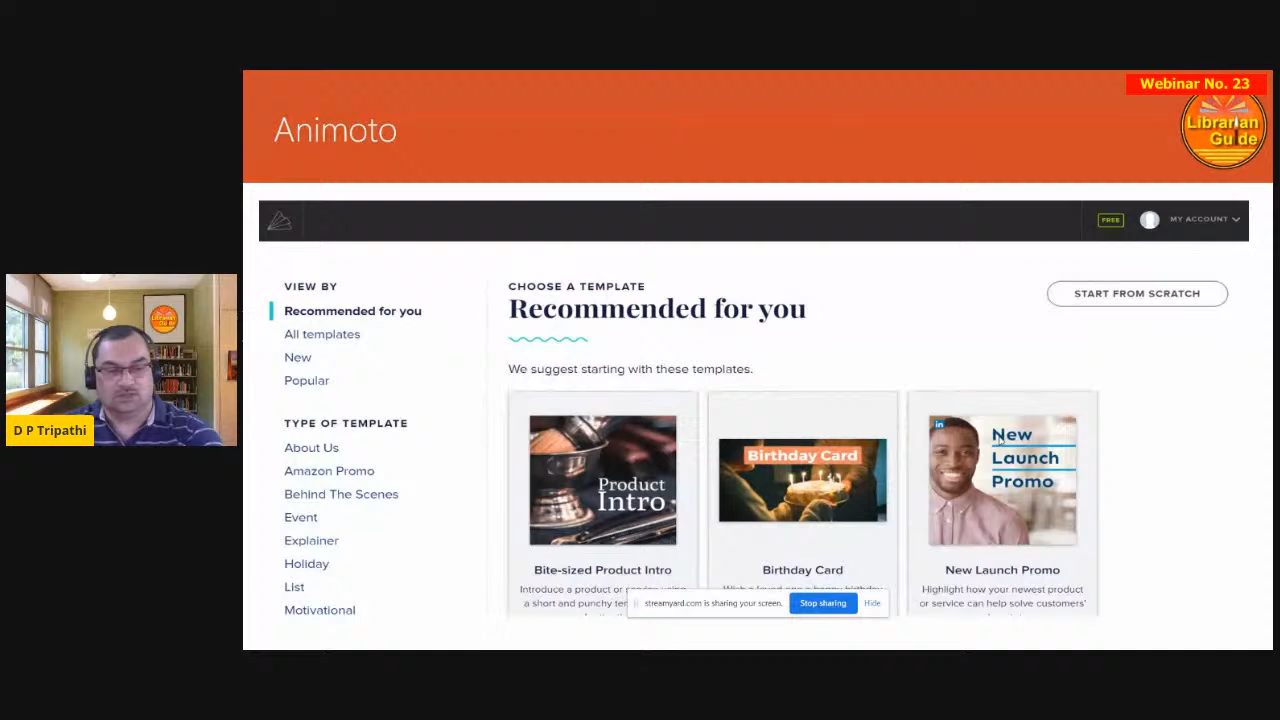 Webinar No. 23
Librarian
Guide
Animoto
FREE
MY ACCOUNT
VIEW BY
Recommended for you
All templates
New
Popular
TYPE OF TEMPLATE
About Us
Amazon Promo
Behind The Scenes
Event
Explainer
Holiday
List
Motivational
CHOOSE A TEMPLATE
Recommended for you
START FROM SCRATCH
We suggest starting with these templates.
Product
Intro
Bite-sized Product Intro
Introduce a product or service using
a short and punchy
Birthday Card
Birthday Card
in
New
Launch
Promo
New Launch Promo
Highlight how your newest product
or service can help solve customers'
streamyard.com is sharing your screen.
Stop sharing
Hide
D P Tripathi